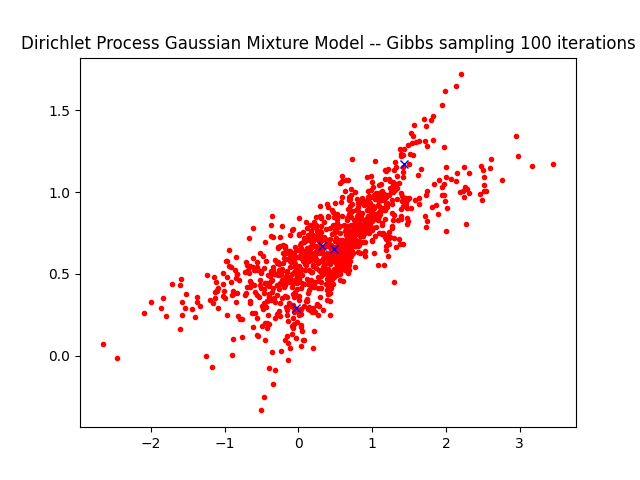 Dirichlet Process Gaussian Mixture Model -- Gibbs sampling 100 iterations
1.5
1.0
0.5
0.0
−2 −1 0 1 2 3